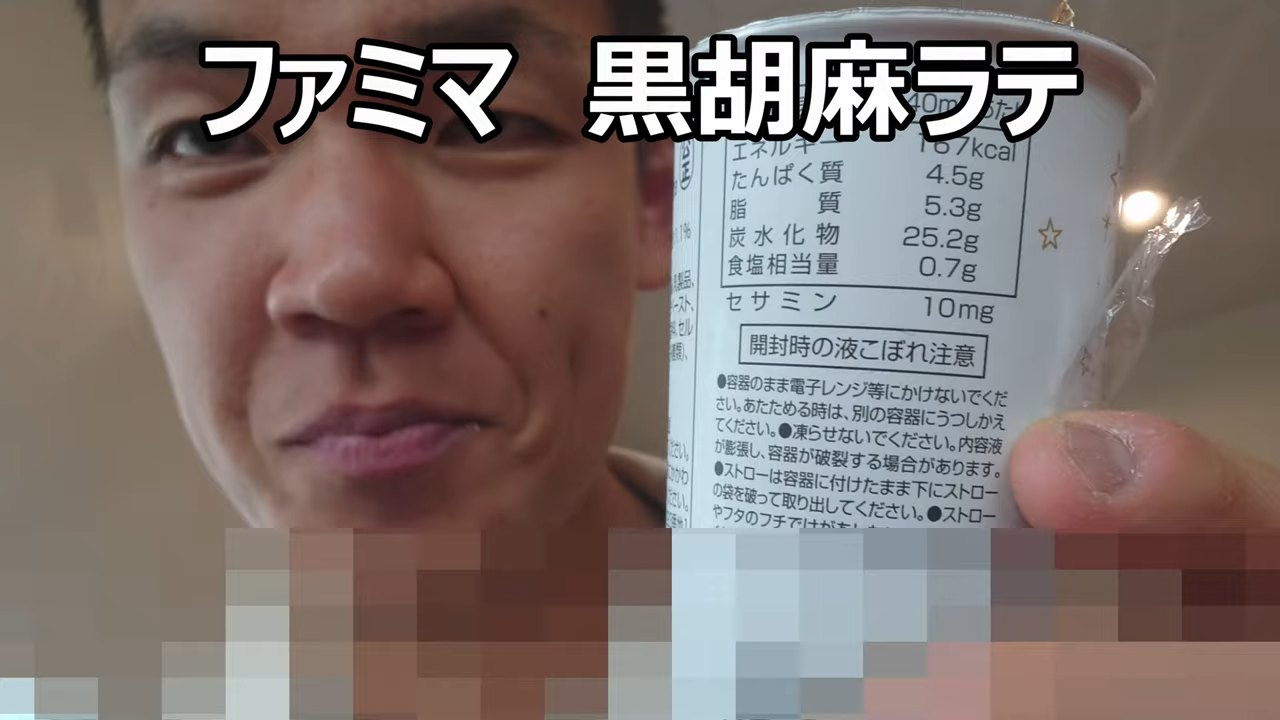 ファミマ 黒胡麻ラテ
エネルギー 167kcal
たんぱく質 4.5g
脂質 5.3g
炭水化物 25.2g
食塩相当量 0.7g
セサミン 10mg
開封時の液こぼれ注意
●容器のまま電子レンジ等にかけないでくだ
さい。あたためる時は、別の容器にうつしかえ
てください。●凍らせないでください。内容液
が膨張し、容器が破裂する場合があります。
●ストローは容器に付けたまま下にストロー
の袋を破って取り出してください。●ストロー
やフタのフチで